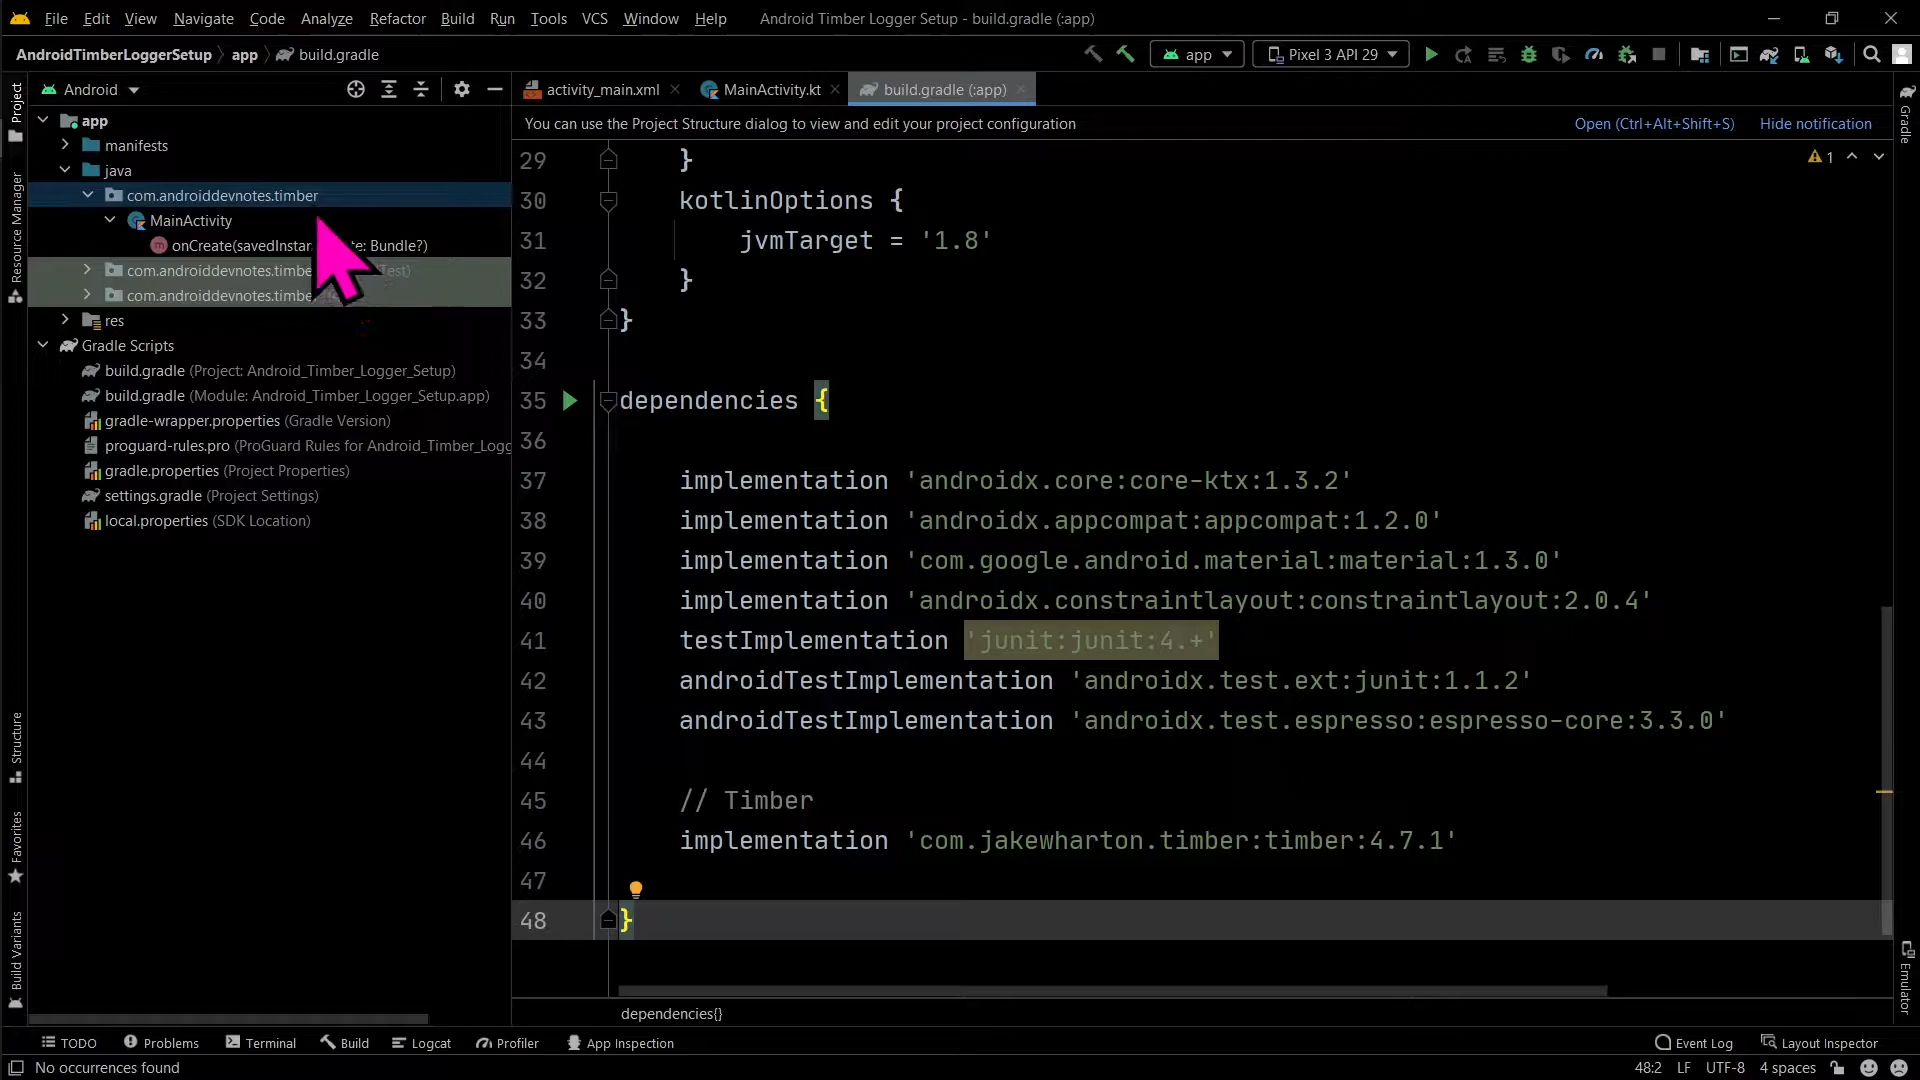 File Edit View Navigate Code Analyze Refactor Build Run Tools VCS Window Help Android Timber Logger Setup - build.gradle (:app)
AndroidTimberLoggerSetup app build.gradle app Pixel 3 API 29
Android
activity_main.xml MainActivity.kt build.gradle (:app)
You can use the Project Structure dialog to view and edit your project configuration Open (Ctrl+Alt+Shift+S) Hide notification
Project
Resource Manager
Structure
Favorites
Build Variants
app
manifests
java
com.androiddevnotes.timber
MainActivity
onCreate(savedInstan te: Bundle?)
com.androiddevnotes.timbe Test)
com.androiddevnotes.timbe
res
Gradle Scripts
build.gradle (Project: Android_Timber_Logger_Setup)
build.gradle (Module: Android_Timber_Logger_Setup.app)
gradle-wrapper.properties (Gradle Version)
proguard-rules.pro (ProGuard Rules for Android_Timber_Logg
gradle.properties (Project Properties)
settings.gradle (Project Settings)
local.properties (SDK Location)
1
29 }
30 kotlinOptions {
31 jvmTarget = '1.8'
32 }
33 }
34
35 dependencies {
36
37 implementation 'androidx.core:core-ktx:1.3.2'
38 implementation 'androidx.appcompat:appcompat:1.2.0'
39 implementation 'com.google.android.material:material:1.3.0'
40 implementation 'androidx.constraintlayout:constraintlayout:2.0.4'
41 testImplementation 'junit:junit:4.+'
42 androidTestImplementation 'androidx.test.ext:junit:1.1.2'
43 androidTestImplementation 'androidx.test.espresso:espresso-core:3.3.0'
44
45 // Timber
46 implementation 'com.jakewharton.timber:timber:4.7.1'
47
48 }
dependencies{}
Gradle
Emulator
TODO Problems Terminal Build Logcat Profiler App Inspection Event Log Layout Inspector
No occurrences found 48:2 LF UTF-8 4 spaces